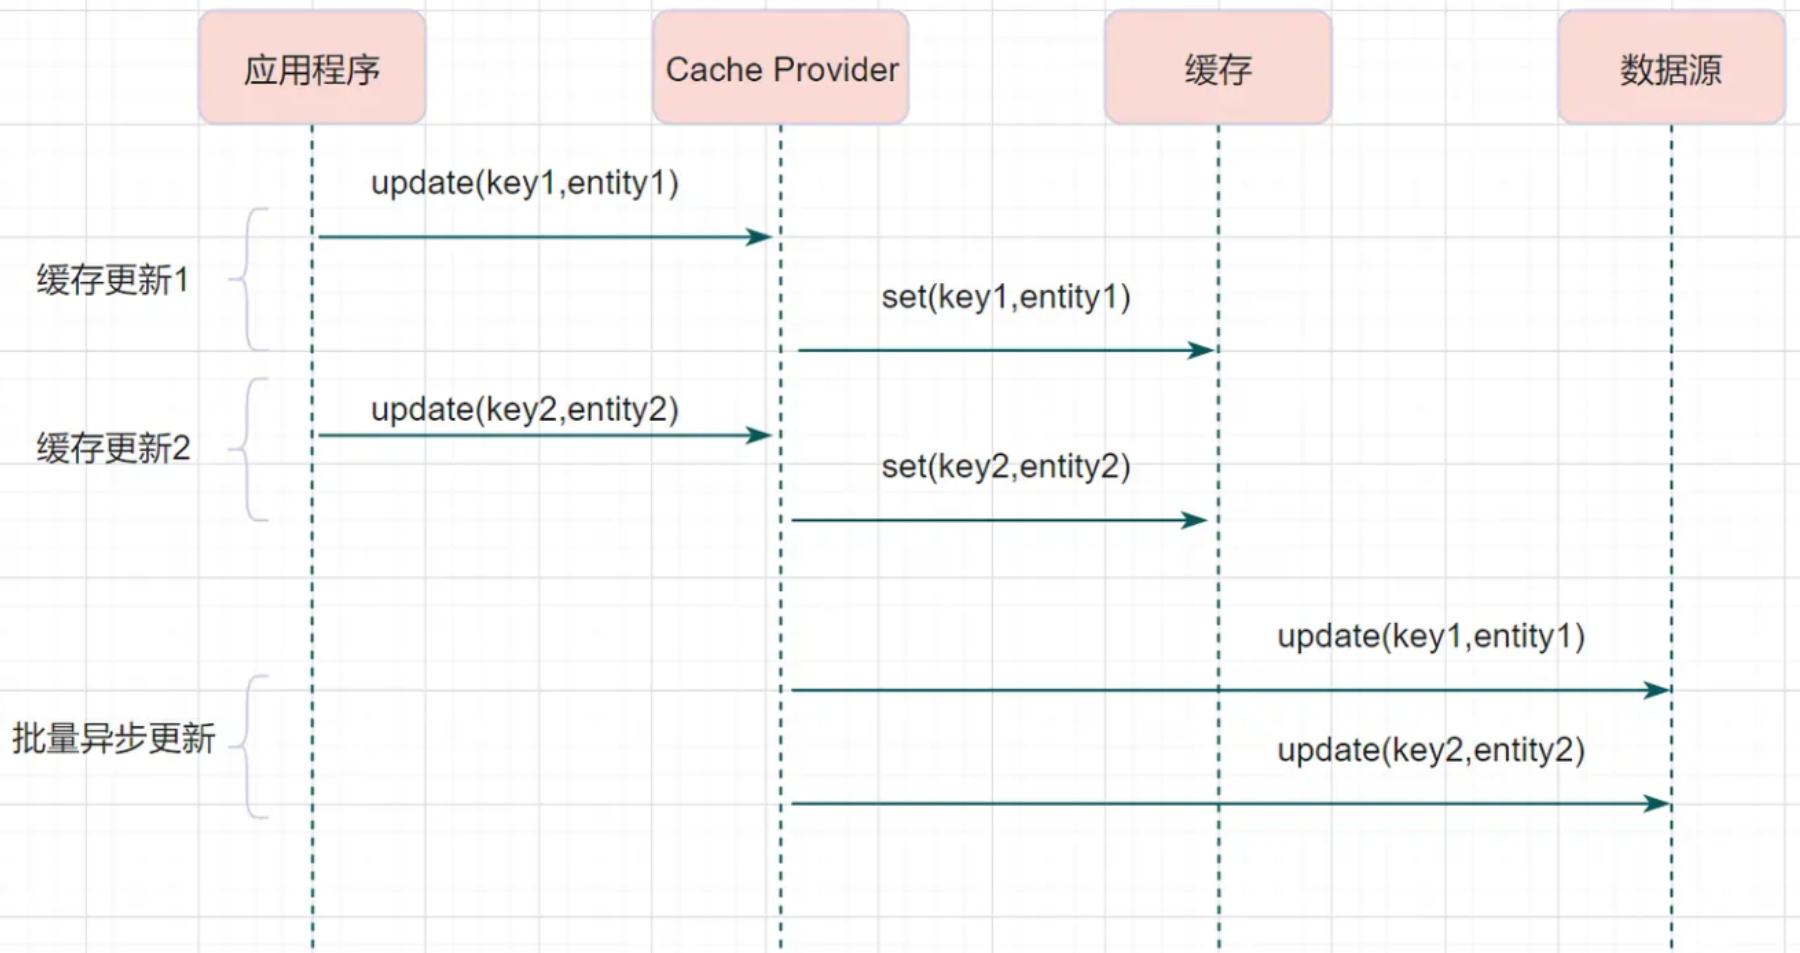 应用程序
Cache Provider
缓存
数据源
update(key1,entity1)
缓存更新1
set(key1,entity1)
update(key2,entity2)
缓存更新2
set(key2,entity2)
update(key1,entity1)
批量异步更新
update(key2,entity2)